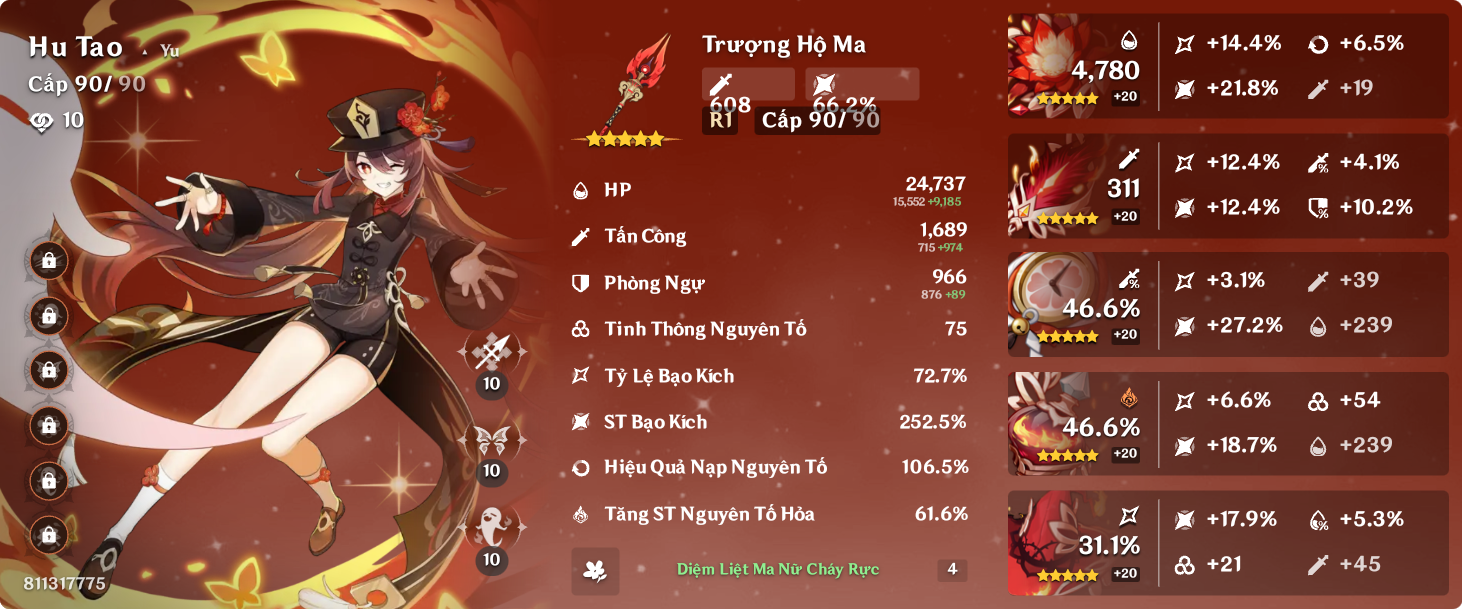 Hu Tao ▲ Yu
Cấp 90/ 90
10
10
10
10
811317775
Trượng Hộ Ma
608 66.2%
R1 Cấp 90/ 90
HP 24,737
15,552 +9,185
Tấn Công 1,689
715 +974
Phòng Ngự 966
876 +89
Tinh Thông Nguyên Tố 75
Tỷ Lệ Bạo Kích 72.7%
ST Bạo Kích 252.5%
Hiệu Quả Nạp Nguyên Tố 106.5%
Tăng ST Nguyên Tố Hỏa 61.6%
Diệm Liệt Ma Nữ Cháy Rực 4
4,780
+20
+14.4% +6.5%
+21.8% +19
311
+20
+12.4% +4.1%
+12.4% +10.2%
46.6%
+20
+3.1% +39
+27.2% +239
46.6%
+20
+6.6% +54
+18.7% +239
31.1%
+20
+17.9% +5.3%
+21 +45